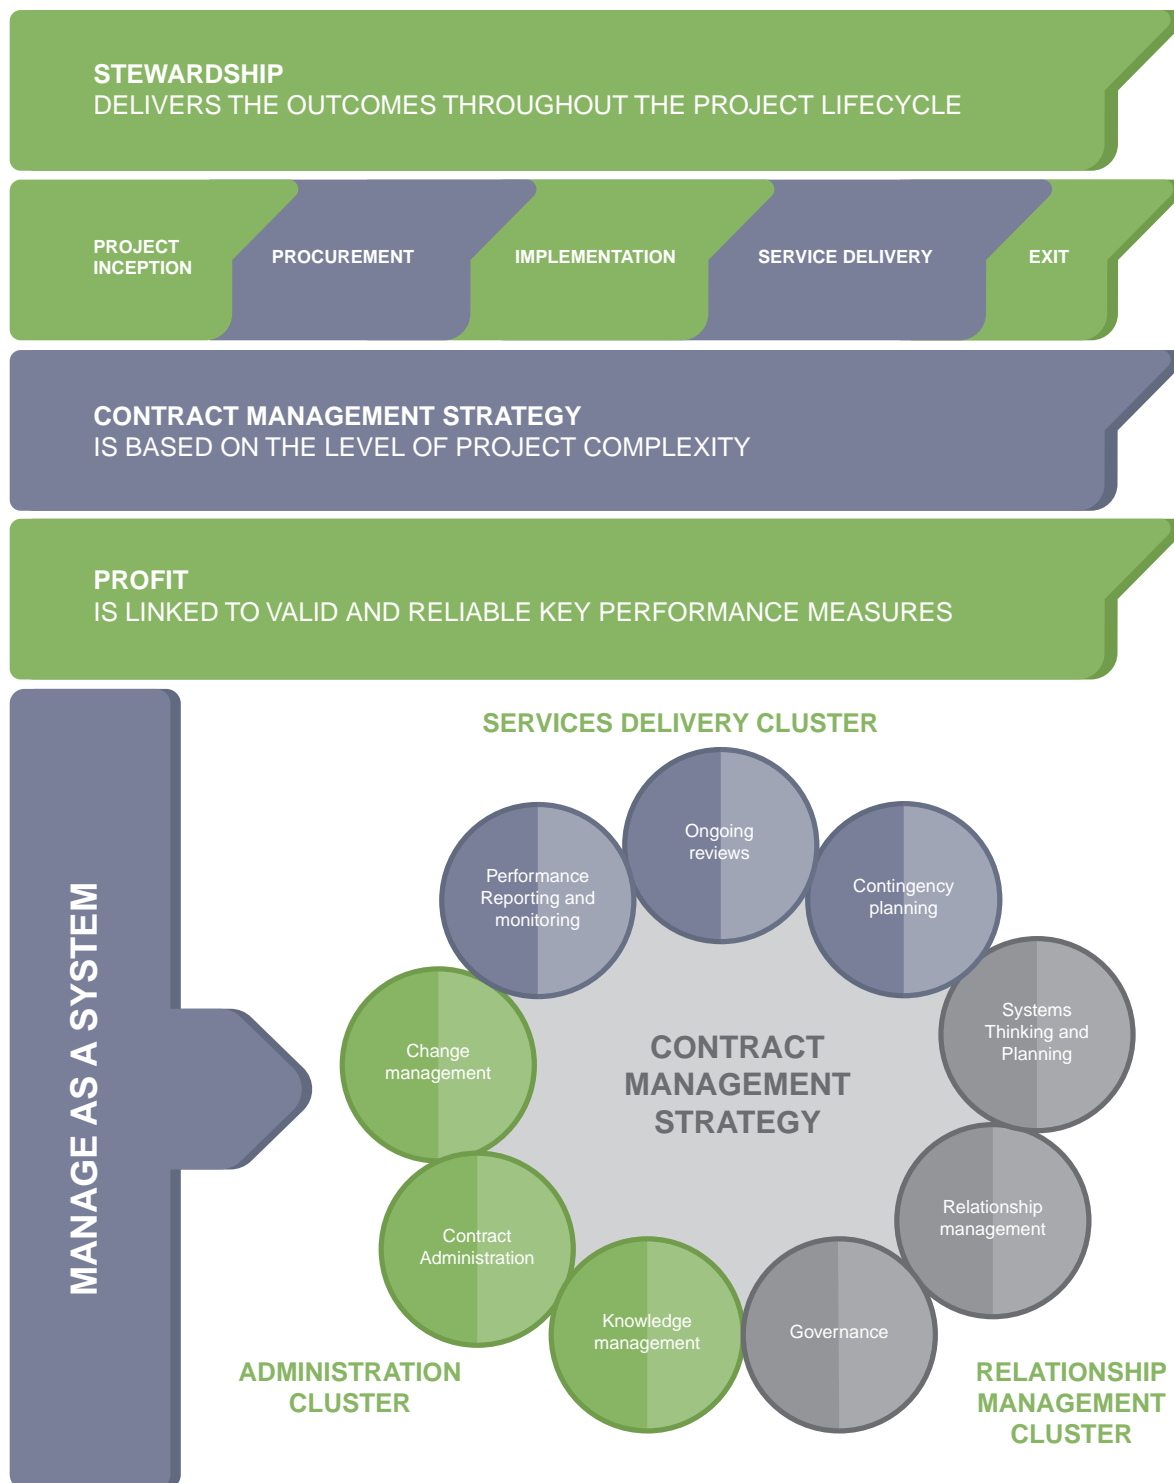 STEWARDSHIP
DELIVERS THE OUTCOMES THROUGHOUT THE PROJECT LIFECYCLE
PROJECT
INCEPTION
PROCUREMENT
IMPLEMENTATION
SERVICE DELIVERY
EXIT
CONTRACT MANAGEMENT STRATEGY
IS BASED ON THE LEVEL OF PROJECT COMPLEXITY
PROFIT
IS LINKED TO VALID AND RELIABLE KEY PERFORMANCE MEASURES
MANAGE AS A SYSTEM
SERVICES DELIVERY CLUSTER
Ongoing
reviews
Performance
Reporting and
monitoring
Contingency
planning
Systems
Thinking and
Planning
Change
management
CONTRACT
MANAGEMENT
STRATEGY
Relationship
management
Contract
Administration
Knowledge
management
Governance
ADMINISTRATION
CLUSTER
RELATIONSHIP
MANAGEMENT
CLUSTER